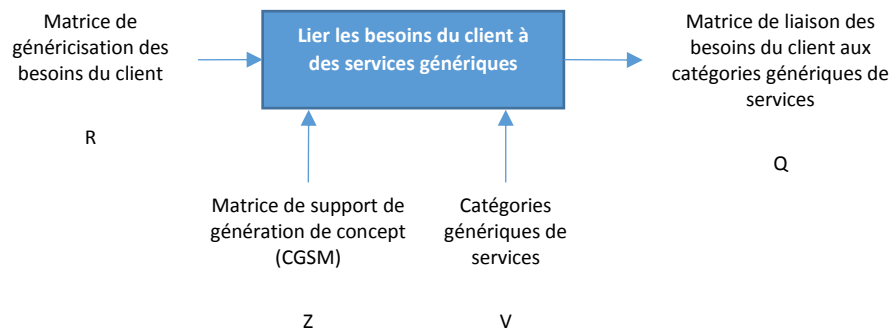 Matrice de
généricisation des
besoins du client
R
Lier les besoins du client à
des services génériques
Matrice de liaison des
besoins du client aux
catégories génériques de
services
Q
Matrice de support de
génération de concept
(CGSM)
Z
Catégories
génériques de
services
V